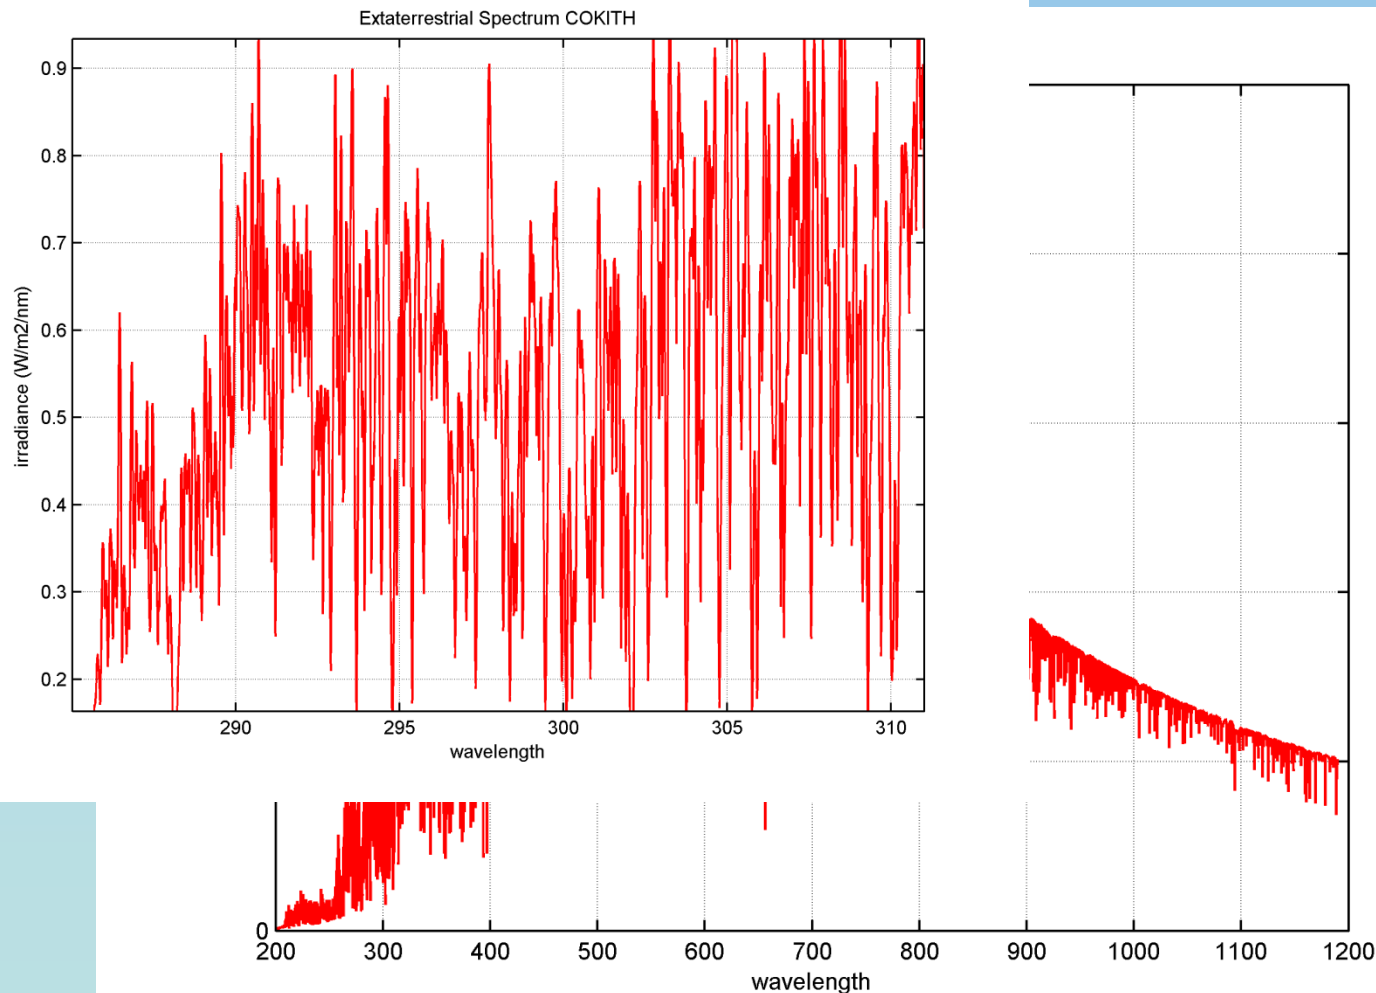 Extaterrestrial Spectrum COKITH
irradiance (W/m2/nm)
0.9
0.8
0.7
0.6
0.5
0.4
0.3
0.2
290 295 300 305 310
wavelength
0
200 300 400 500 600 700 800 900 1000 1100 1200
wavelength